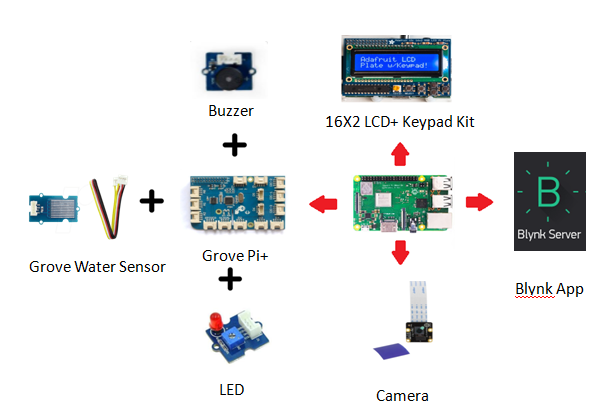 Buzzer
Adafruit LCD
Plate w/Keypad!
16X2 LCD+ Keypad Kit
Grove Water Sensor
Grove Pi+
B
Blynk Server
Blynk App
LED
Camera